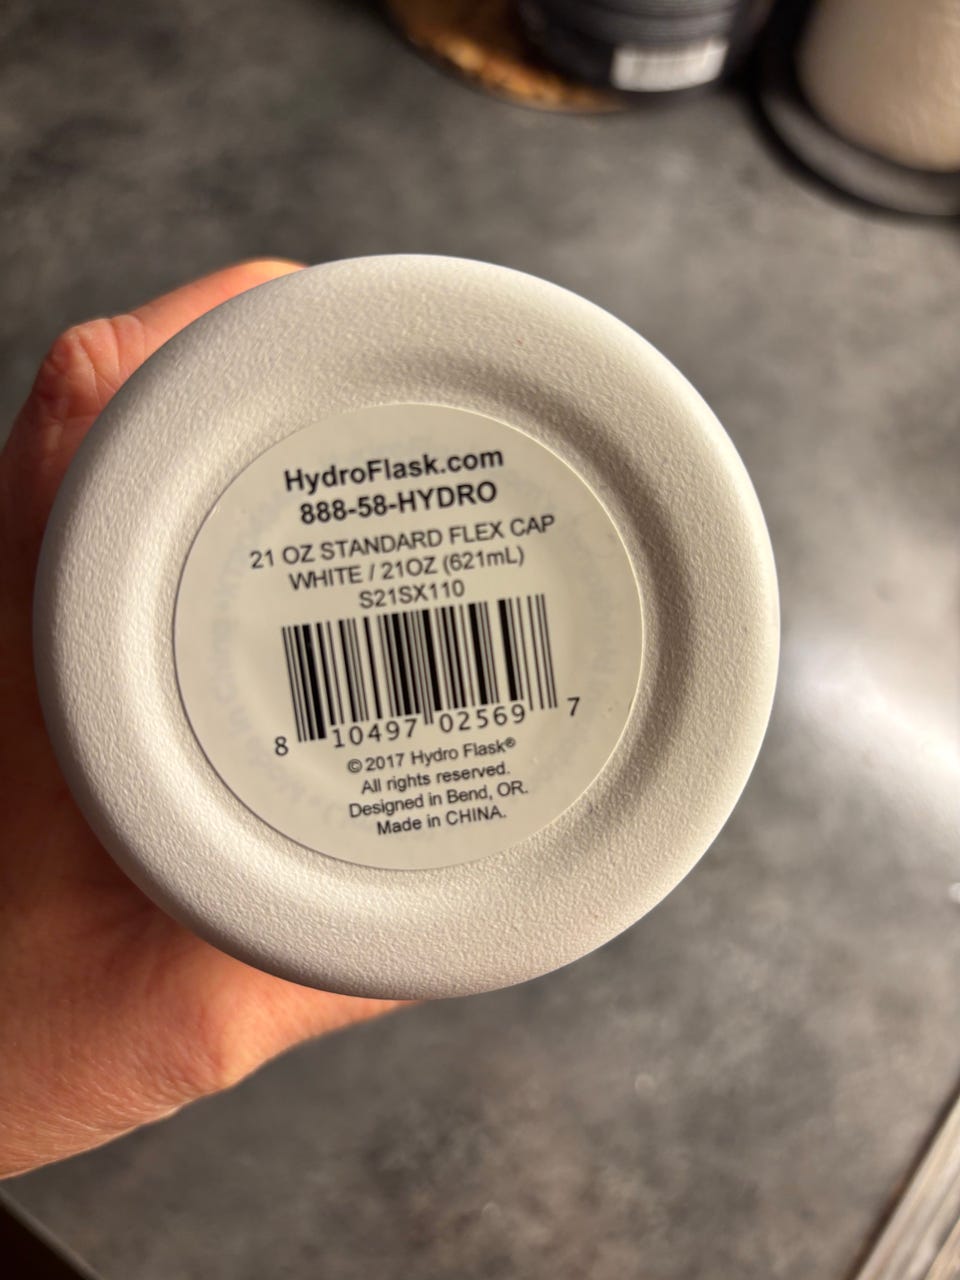 HydroFlask.com
888-58-HYDRO
21 OZ STANDARD FLEX CAP
WHITE / 21OZ (621mL)
S21SX110
8 10497 02569 7
© 2017 Hydro Flask®
All rights reserved.
Designed in Bend, OR.
Made in CHINA.